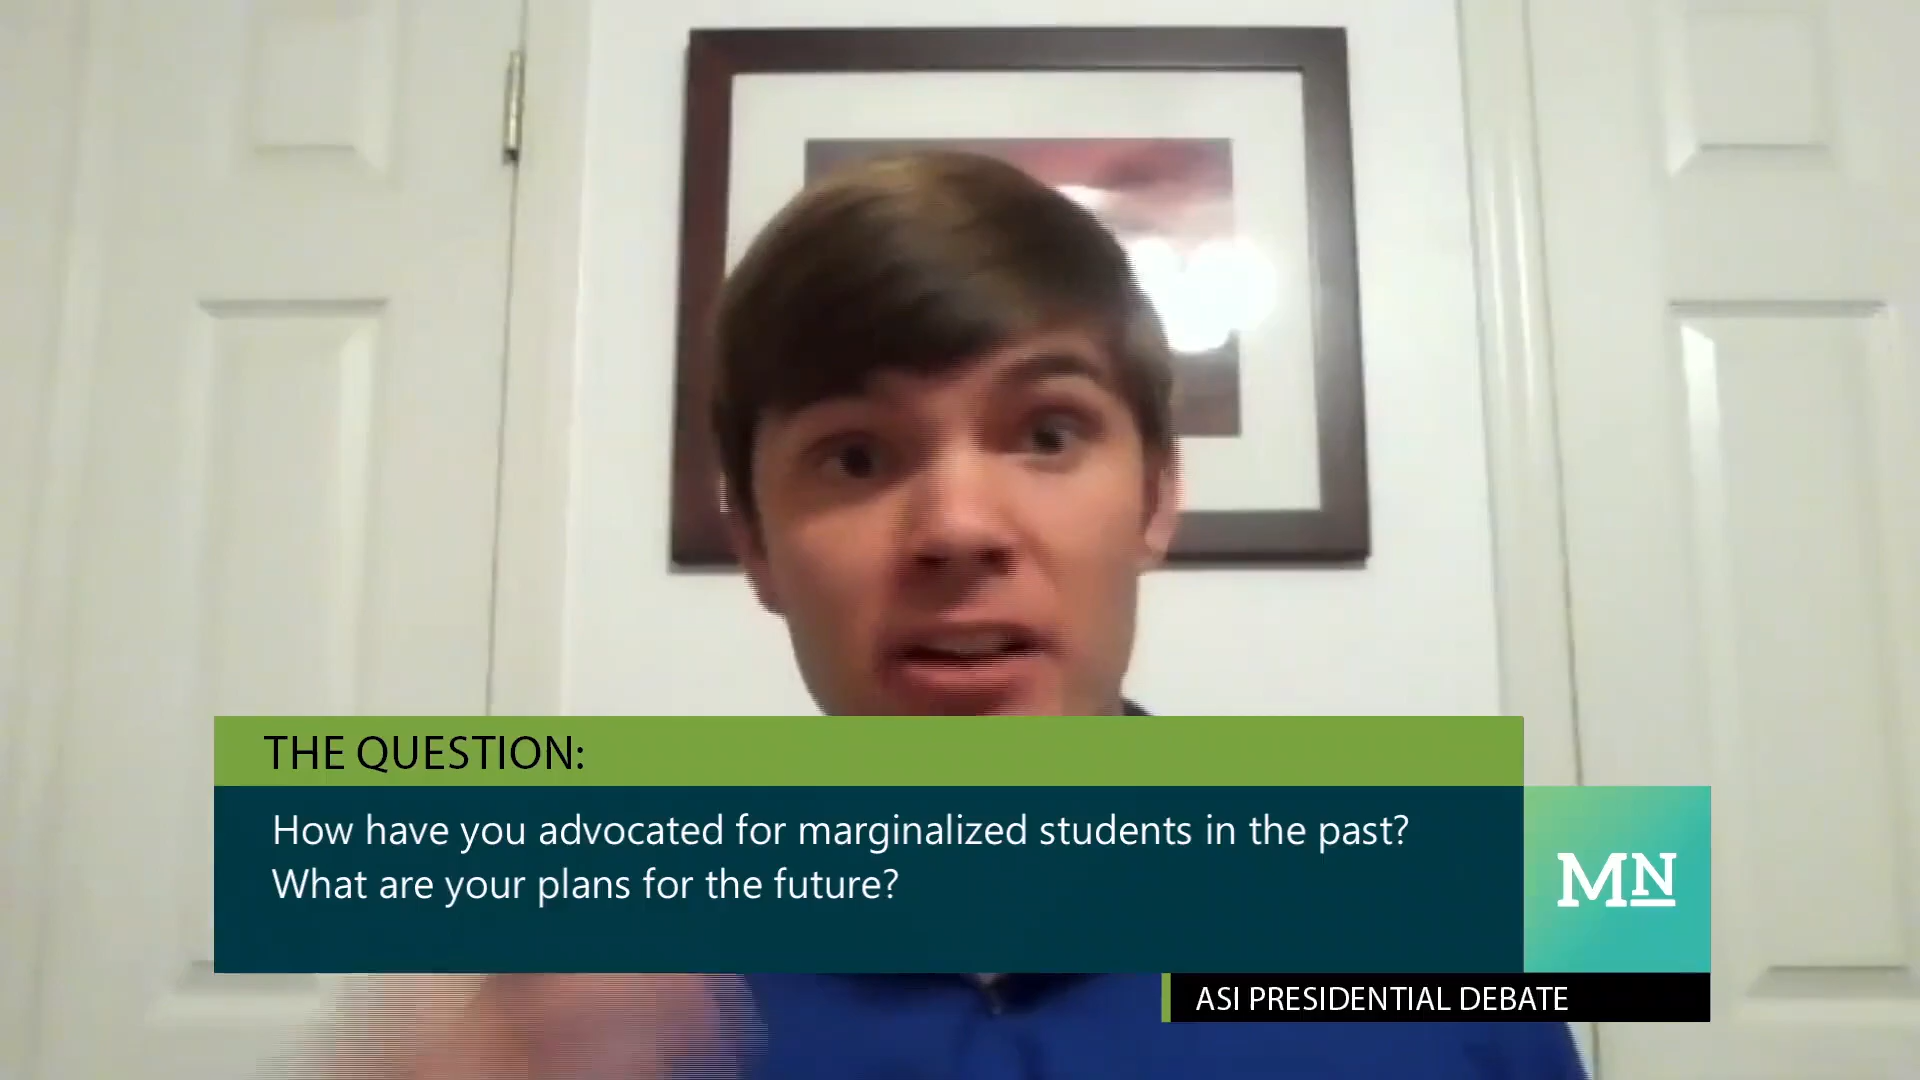 THE QUESTION:
How have you advocated for marginalized students in the past?
What are your plans for the future?
MN
ASI PRESIDENTIAL DEBATE